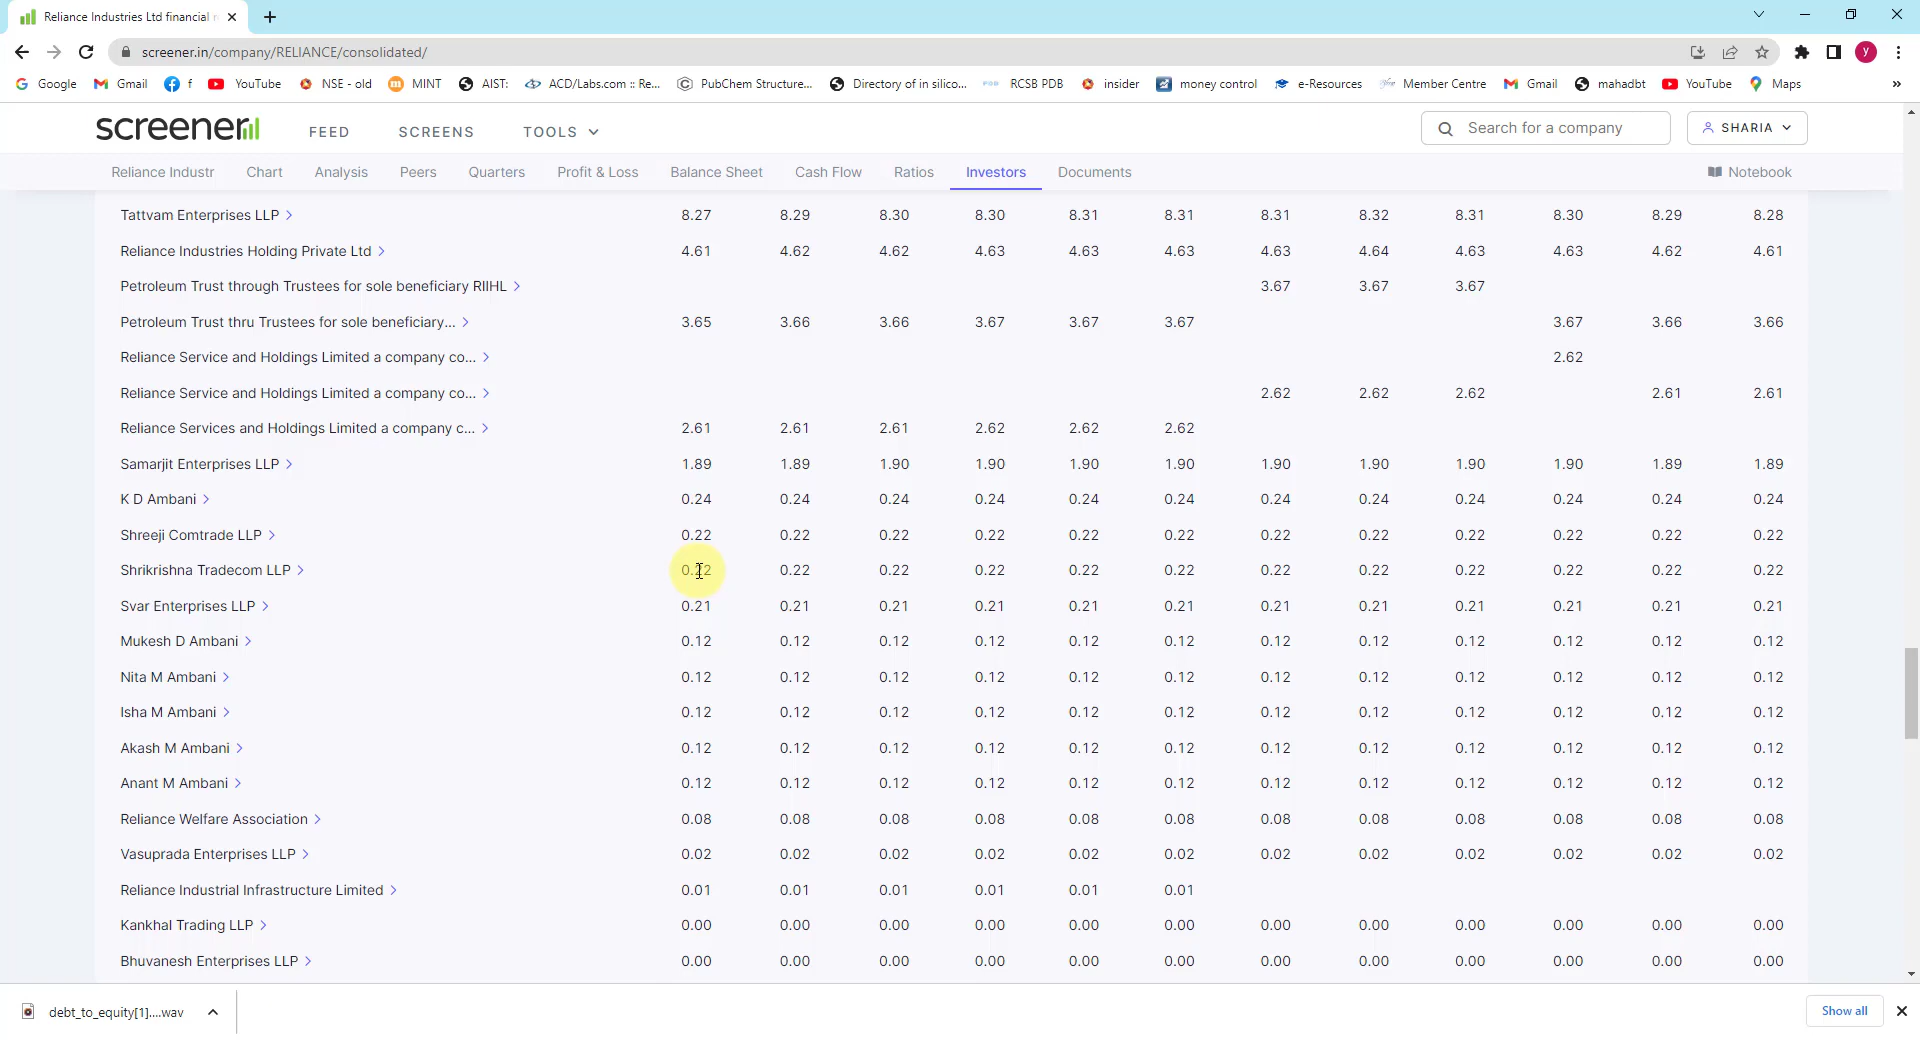 Reliance Industries Ltd financial
screener.in/company/RELIANCE/consolidated/
y
Google Gmail f YouTube NSE - old MINT AIST: ACD/Labs.com :: Re... PubChem Structure... Directory of in silico... RCSB PDB insider money control e-Resources Member Centre Gmail mahadbt YouTube Maps »
screener FEED SCREENS TOOLS Search for a company SHARIA
Reliance Industr Chart Analysis Peers Quarters Profit & Loss Balance Sheet Cash Flow Ratios Investors Documents Notebook
Tattvam Enterprises LLP 8.27 8.29 8.30 8.30 8.31 8.31 8.31 8.32 8.31 8.30 8.29 8.28
Reliance Industries Holding Private Ltd 4.61 4.62 4.62 4.63 4.63 4.63 4.63 4.64 4.63 4.63 4.62 4.61
Petroleum Trust through Trustees for sole beneficiary RIIHL 3.67 3.67 3.67
Petroleum Trust thru Trustees for sole beneficiary... 3.65 3.66 3.66 3.67 3.67 3.67 3.67 3.66 3.66
Reliance Service and Holdings Limited a company co... 2.62
Reliance Service and Holdings Limited a company co... 2.62 2.62 2.62 2.61 2.61
Reliance Services and Holdings Limited a company c... 2.61 2.61 2.61 2.62 2.62 2.62
Samarjit Enterprises LLP 1.89 1.89 1.90 1.90 1.90 1.90 1.90 1.90 1.90 1.90 1.89 1.89
K D Ambani 0.24 0.24 0.24 0.24 0.24 0.24 0.24 0.24 0.24 0.24 0.24 0.24
Shreeji Comtrade LLP 0.22 0.22 0.22 0.22 0.22 0.22 0.22 0.22 0.22 0.22 0.22 0.22
Shrikrishna Tradecom LLP 0.22 0.22 0.22 0.22 0.22 0.22 0.22 0.22 0.22 0.22 0.22 0.22
Svar Enterprises LLP 0.21 0.21 0.21 0.21 0.21 0.21 0.21 0.21 0.21 0.21 0.21 0.21
Mukesh D Ambani 0.12 0.12 0.12 0.12 0.12 0.12 0.12 0.12 0.12 0.12 0.12 0.12
Nita M Ambani 0.12 0.12 0.12 0.12 0.12 0.12 0.12 0.12 0.12 0.12 0.12 0.12
Isha M Ambani 0.12 0.12 0.12 0.12 0.12 0.12 0.12 0.12 0.12 0.12 0.12 0.12
Akash M Ambani 0.12 0.12 0.12 0.12 0.12 0.12 0.12 0.12 0.12 0.12 0.12 0.12
Anant M Ambani 0.12 0.12 0.12 0.12 0.12 0.12 0.12 0.12 0.12 0.12 0.12 0.12
Reliance Welfare Association 0.08 0.08 0.08 0.08 0.08 0.08 0.08 0.08 0.08 0.08 0.08 0.08
Vasuprada Enterprises LLP 0.02 0.02 0.02 0.02 0.02 0.02 0.02 0.02 0.02 0.02 0.02 0.02
Reliance Industrial Infrastructure Limited 0.01 0.01 0.01 0.01 0.01 0.01
Kankhal Trading LLP 0.00 0.00 0.00 0.00 0.00 0.00 0.00 0.00 0.00 0.00 0.00 0.00
Bhuvanesh Enterprises LLP 0.00 0.00 0.00 0.00 0.00 0.00 0.00 0.00 0.00 0.00 0.00 0.00
debt_to_equity[1]....wav Show all